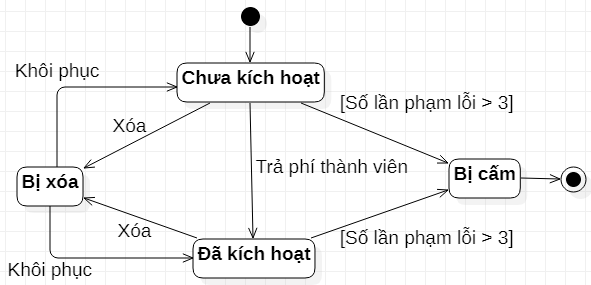 Khôi phục
Chưa kích hoạt
[Số lần phạm lỗi > 3]
Xóa
Trả phí thành viên
Bị xóa
Bị cấm
Xóa
[Số lần phạm lỗi > 3]
Đã kích hoạt
Khôi phục